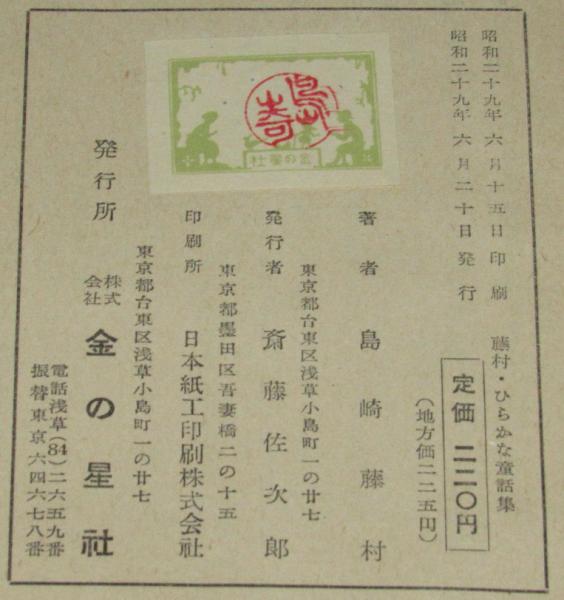 昭和二十九年六月十五日印刷
昭和二十九年六月二十日発行
藤村・ひらかな童話集
定価 二二〇円
(地方価二二五円)
著者 島崎藤村
東京都台東区浅草小島町一の廿七
発行者 斎藤佐次郎
東京都墨田区吾妻橋二の十五
印刷所 日本紙工印刷株式会社
東京都台東区浅草小島町一の廿七
発行所 株式会社 金の星社
電話浅草(84)二六五九番
振替東京六四六七八番
島崎
金の星社